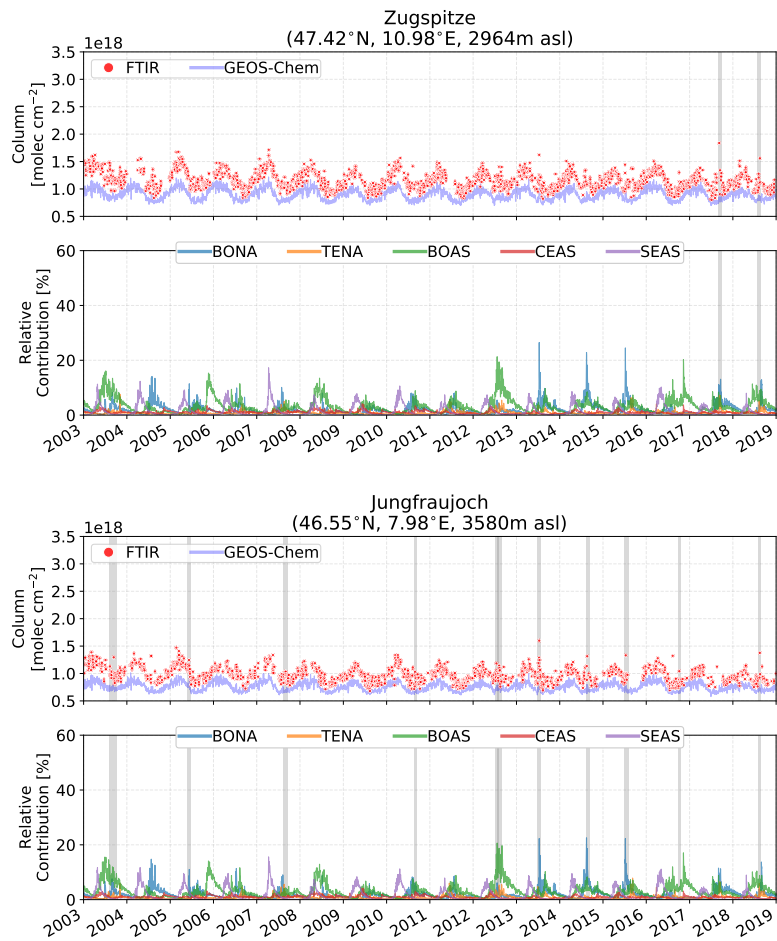 Zugspitze
(47.42°N, 10.98°E, 2964m asl)
1e18
3.5
3.0
2.5
2.0
1.5
1.0
0.5
Column
[molec cm⁻²]
FTIR
GEOS-Chem
60
40
20
0
Relative
Contribution [%]
BONA
TENA
BOAS
CEAS
SEAS
2003
2004
2005
2006
2007
2008
2009
2010
2011
2012
2013
2014
2015
2016
2017
2018
2019
Jungfraujoch
(46.55°N, 7.98°E, 3580m asl)
1e18
3.5
3.0
2.5
2.0
1.5
1.0
0.5
Column
[molec cm⁻²]
FTIR
GEOS-Chem
60
40
20
0
Relative
Contribution [%]
BONA
TENA
BOAS
CEAS
SEAS
2003
2004
2005
2006
2007
2008
2009
2010
2011
2012
2013
2014
2015
2016
2017
2018
2019